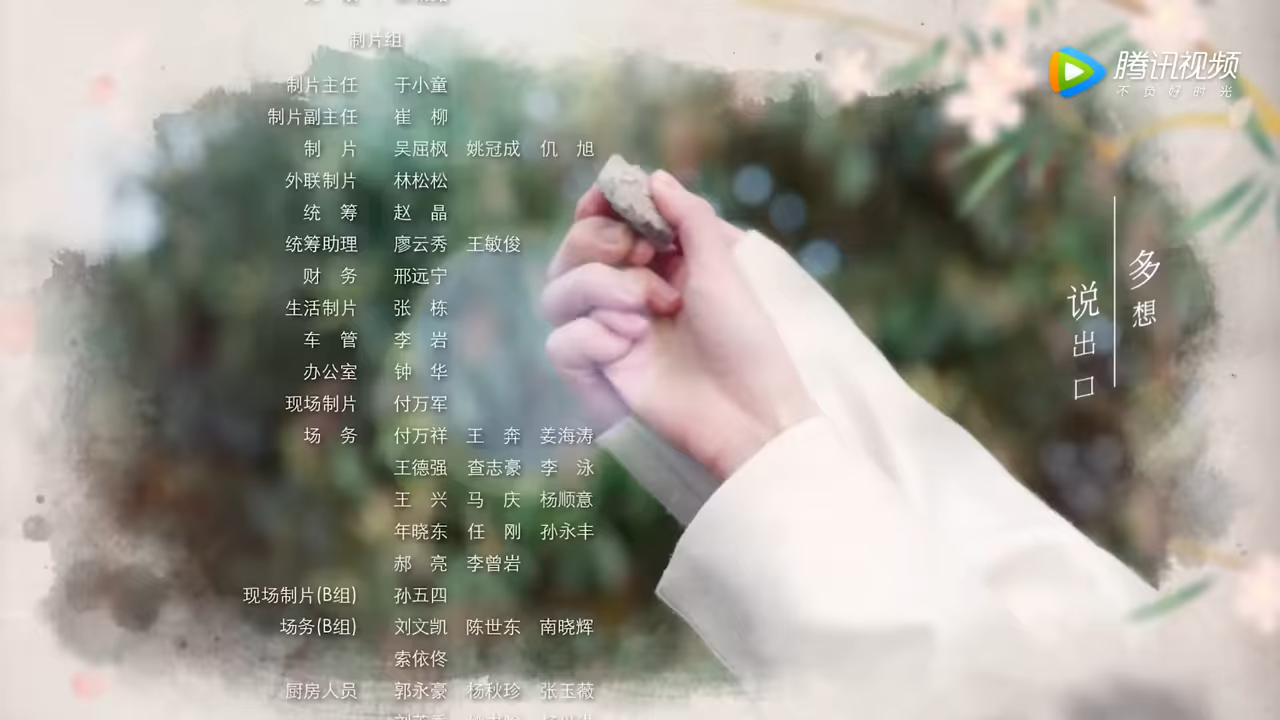 制片组
制片主任 于小童
制片副主任 崔 柳
制 片 吴屈枫 姚冠成 仉 旭
外联制片 林松松
统 筹 赵 晶
统筹助理 廖云秀 王敏俊
财 务 邢远宁
生活制片 张 栋
车 管 李 岩
办公室 钟 华
现场制片 付万军
场 务 付万祥 王 奔 姜海涛
王德强 查志豪 李 泳
王 兴 马 庆 杨顺意
年晓东 任 刚 孙永丰
郝 亮 李曾岩
现场制片(B组) 孙五四
场务(B组) 刘文凯 陈世东 南晓辉
索依佟
厨房人员 郭永豪 杨秋珍 张玉薇
腾讯视频
不负好时光
多想
说出口